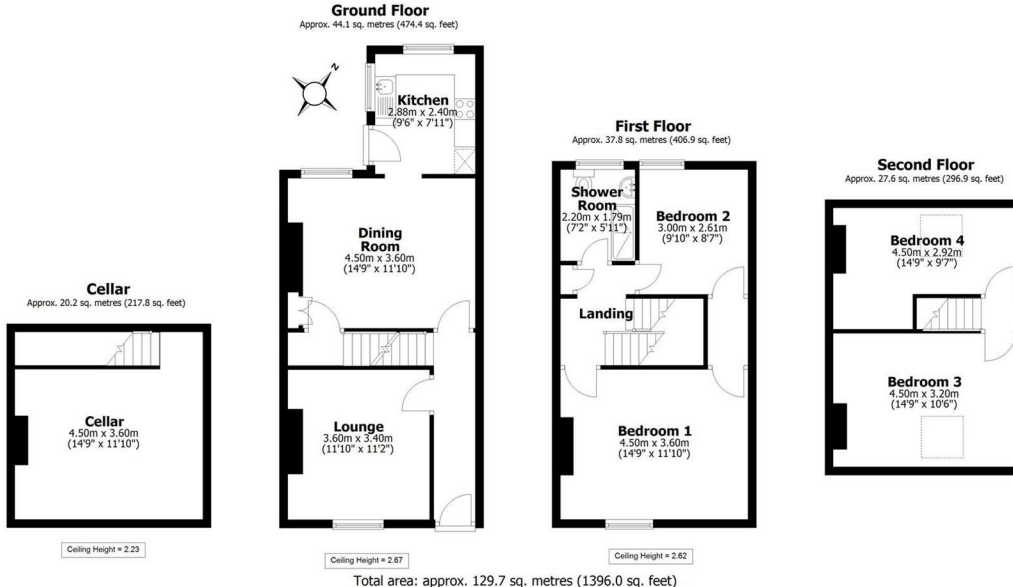 Ground Floor
Approx. 44.1 sq. metres (474.4 sq. feet)
N
Kitchen
2.88m x 2.40m
(9'6" x 7'11")
Dining
Room
4.50m x 3.60m
(14'9" x 11'10")
Lounge
3.60m x 3.40m
(11'10" x 11'2")
Ceiling Height = 2.67
Cellar
Approx. 20.2 sq. metres (217.8 sq. feet)
Cellar
4.50m x 3.60m
(14'9" x 11'10")
Ceiling Height = 2.23
First Floor
Approx. 37.8 sq. metres (406.9 sq. feet)
Shower
Room
2.20m x 1.79m
(7'2" x 5'11")
Bedroom 2
3.00m x 2.61m
(9'10" x 8'7")
Landing
Bedroom 1
4.50m x 3.60m
(14'9" x 11'10")
Ceiling Height = 2.62
Second Floor
Approx. 27.6 sq. metres (296.9 sq. feet)
Bedroom 4
4.50m x 2.92m
(14'9" x 9'7")
Bedroom 3
4.50m x 3.20m
(14'9" x 10'6")
Total area: approx. 129.7 sq. metres (1396.0 sq. feet)